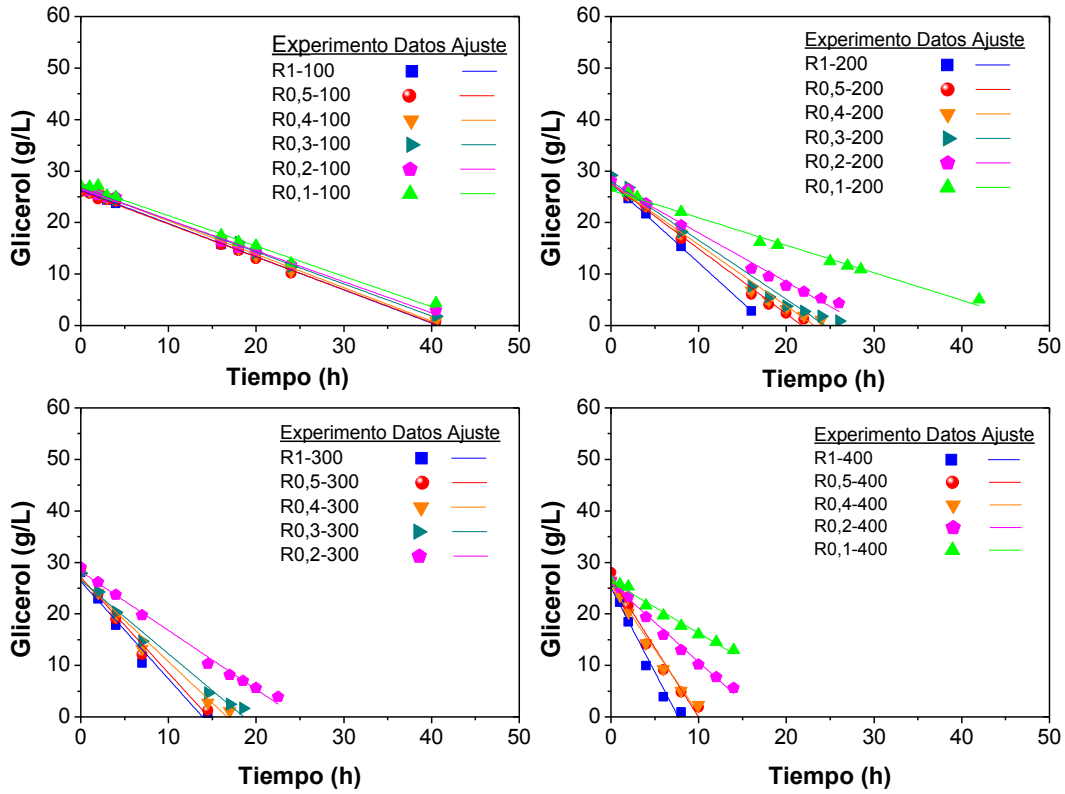 60
50
40
30
20
10
0
Glicerol (g/L)
Experimento Datos Ajuste
R1-100
R0,5-100
R0,4-100
R0,3-100
R0,2-100
R0,1-100
0 10 20 30 40 50
Tiempo (h)
60
50
40
30
20
10
0
Glicerol (g/L)
Experimento Datos Ajuste
R1-200
R0,5-200
R0,4-200
R0,3-200
R0,2-200
R0,1-200
0 10 20 30 40 50
Tiempo (h)
60
50
40
30
20
10
0
Glicerol (g/L)
Experimento Datos Ajuste
R1-300
R0,5-300
R0,4-300
R0,3-300
R0,2-300
0 10 20 30 40 50
Tiempo (h)
60
50
40
30
20
10
0
Glicerol (g/L)
Experimento Datos Ajuste
R1-400
R0,5-400
R0,4-400
R0,2-400
R0,1-400
0 10 20 30 40 50
Tiempo (h)